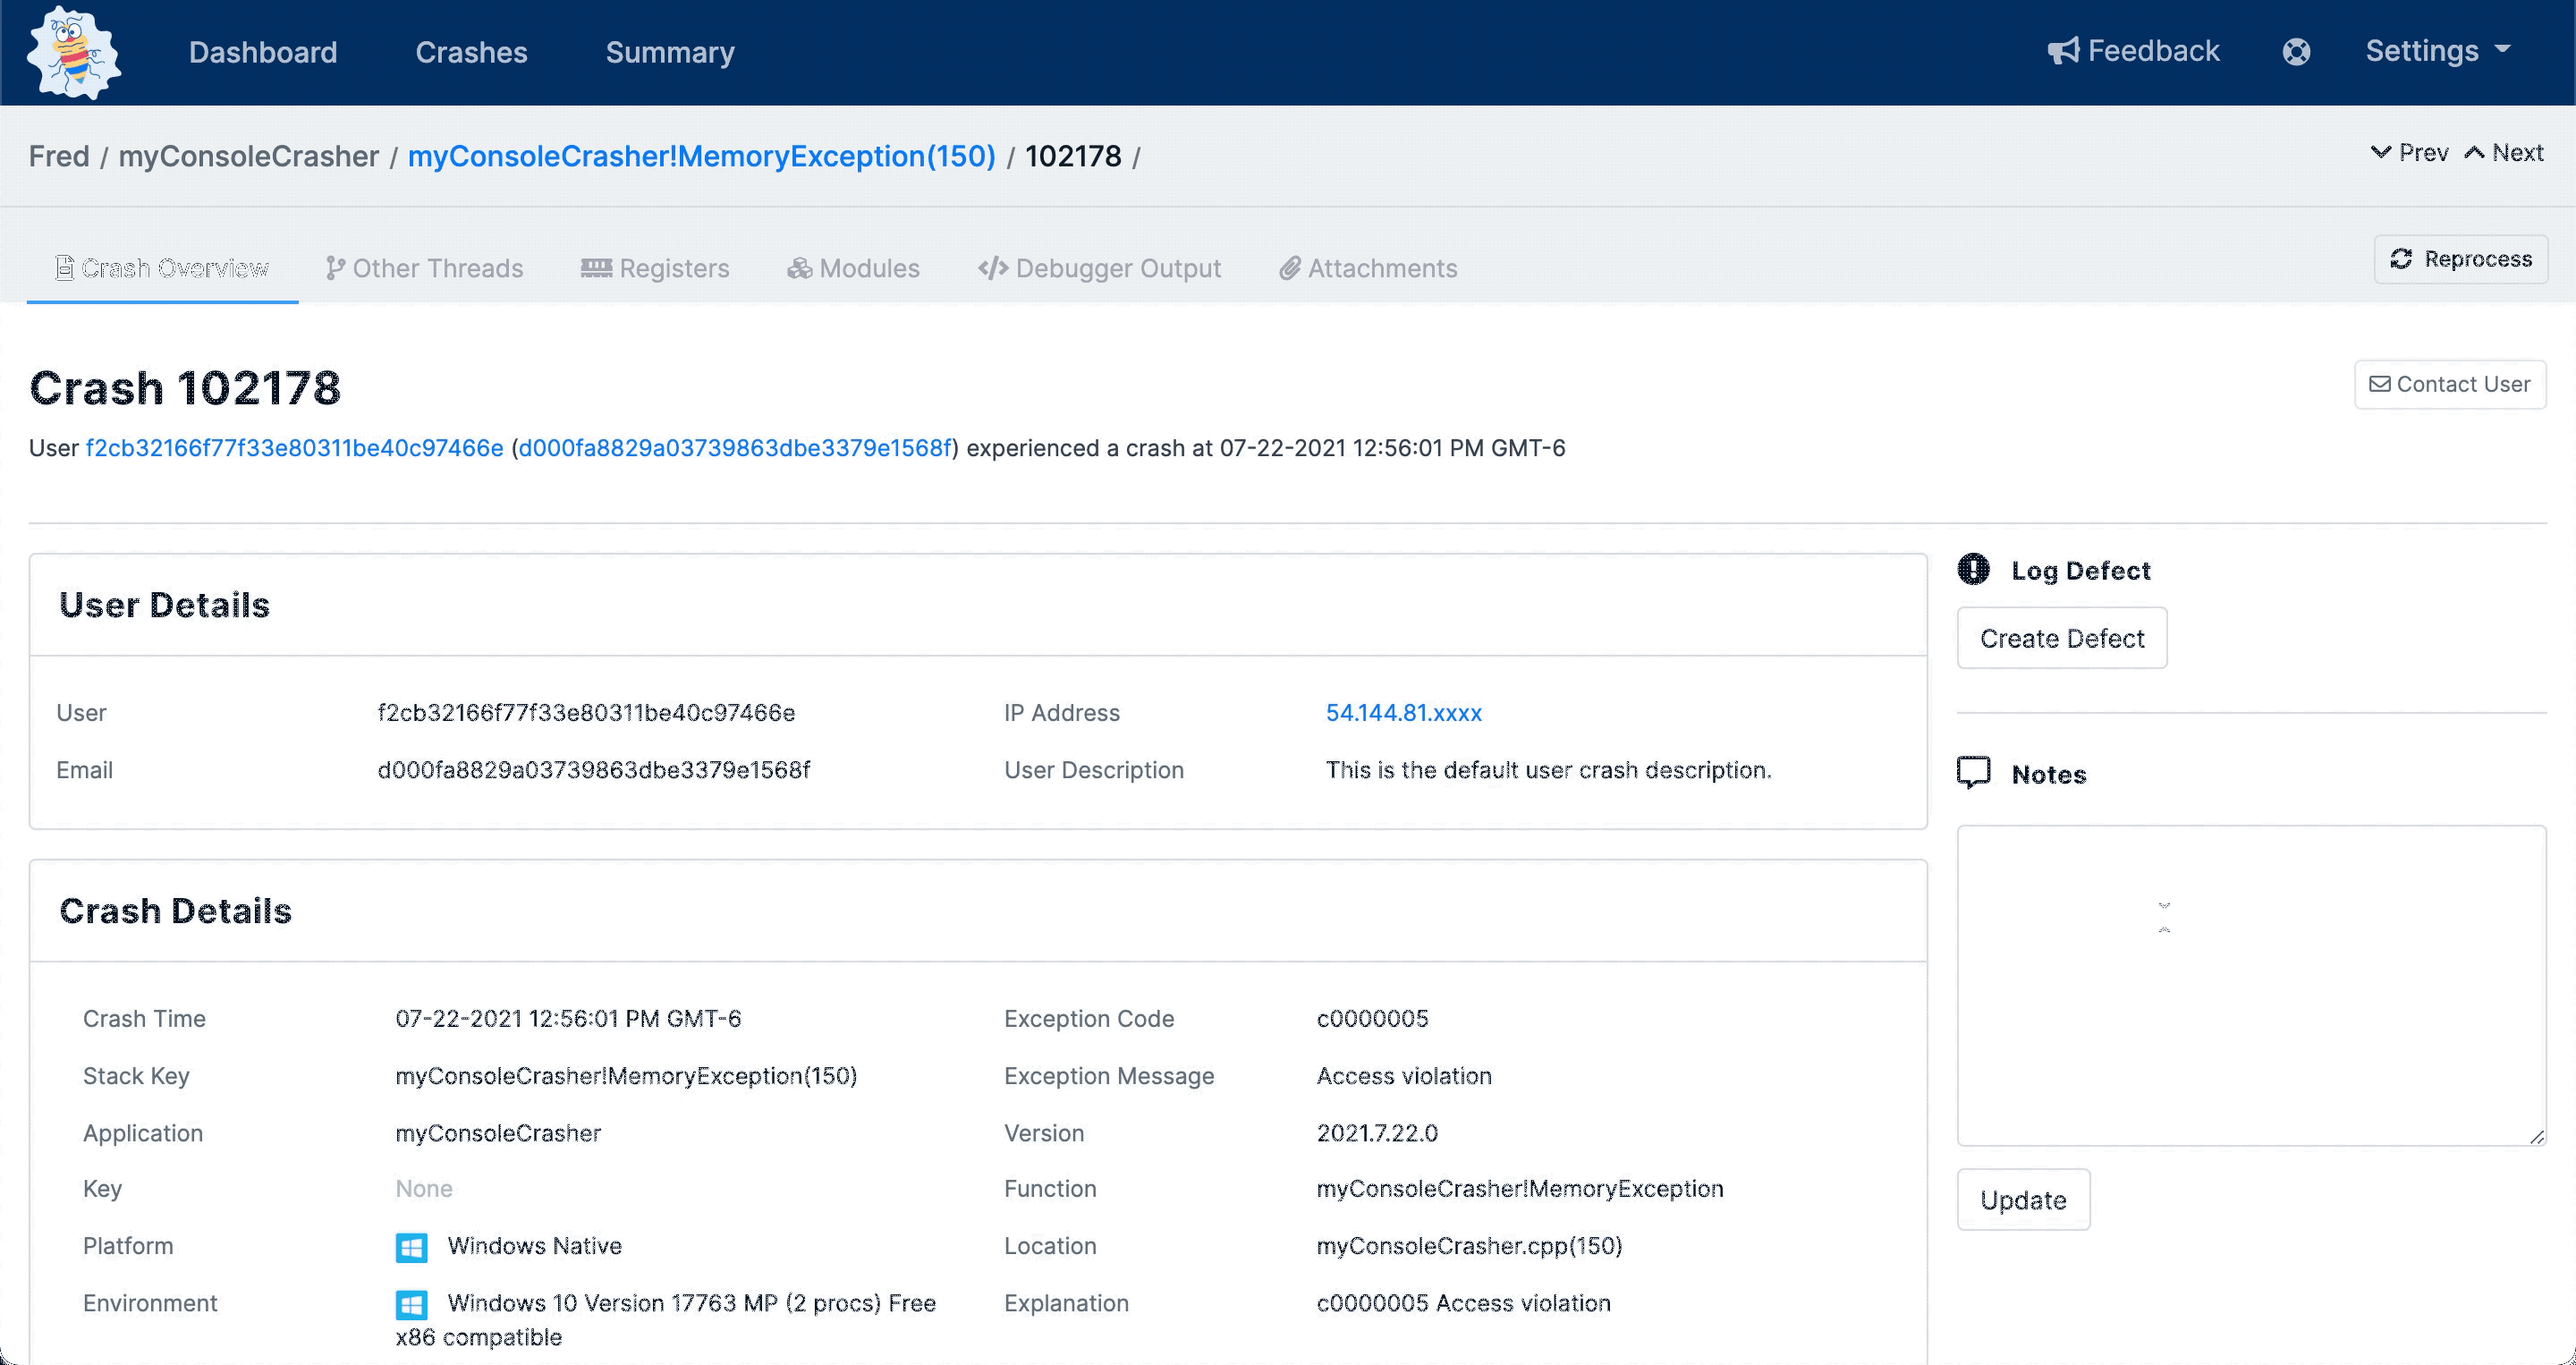 Dashboard Crashes Summary Feedback Settings
Fred / myConsoleCrasher / myConsoleCrasher!MemoryException(150) / 102178 / Prev Next
Crash Overview Other Threads Registers Modules </> Debugger Output Attachments Reprocess
Crash 102178
Contact User
User f2cb32166f77f33e80311be40c97466e (d000fa8829a03739863dbe3379e1568f) experienced a crash at 07-22-2021 12:56:01 PM GMT-6
User Details
User f2cb32166f77f33e80311be40c97466e IP Address 54.144.81.xxxx
Email d000fa8829a03739863dbe3379e1568f User Description This is the default user crash description.
Crash Details
Crash Time 07-22-2021 12:56:01 PM GMT-6 Exception Code c0000005
Stack Key myConsoleCrasher!MemoryException(150) Exception Message Access violation
Application myConsoleCrasher Version 2021.7.22.0
Key None Function myConsoleCrasher!MemoryException
Platform Windows Native Location myConsoleCrasher.cpp(150)
Environment Windows 10 Version 17763 MP (2 procs) Free Explanation c0000005 Access violation
x86 compatible
Log Defect
Create Defect
Notes
Update